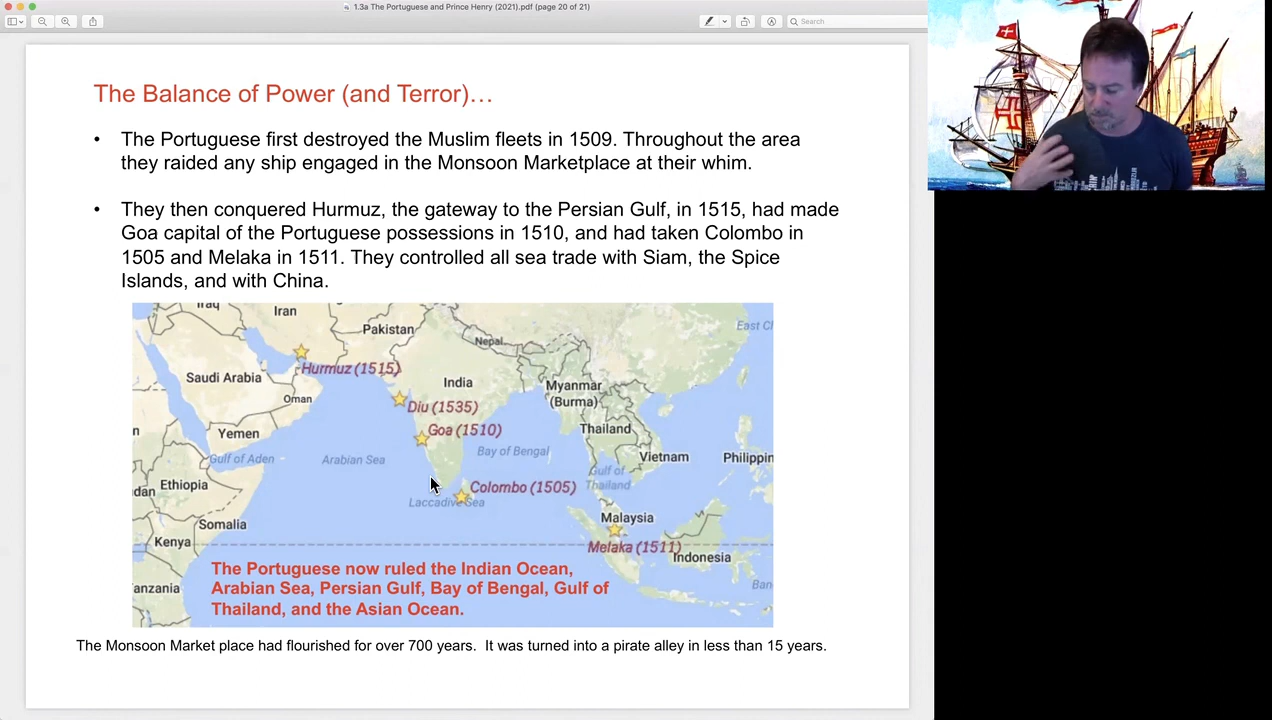 1.3a The Portuguese and Prince Henry (2021).pdf (page 20 of 21)
Search
The Balance of Power (and Terror)…
• The Portuguese first destroyed the Muslim fleets in 1509. Throughout the area
they raided any ship engaged in the Monsoon Marketplace at their whim.
• They then conquered Hurmuz, the gateway to the Persian Gulf, in 1515, had made
Goa capital of the Portuguese possessions in 1510, and had taken Colombo in
1505 and Melaka in 1511. They controlled all sea trade with Siam, the Spice
Islands, and with China.
Iraq
Iran
East Ch
Pakistan
Nepal
Hurmuz (1515)
Saudi Arabia
India
Myanmar
(Burma)
Oman
Diu (1535)
Goa (1510)
Thailand
Yemen
Bay of Bengal
Gulf of Aden
Arabian Sea
Vietnam
Philippin
Gulf of
Thailand
dan
Ethiopia
Colombo (1505)
Laccadive Sea
Somalia
Malaysia
Kenya
Melaka (1511)
Indonesia
The Portuguese now ruled the Indian Ocean,
Arabian Sea, Persian Gulf, Bay of Bengal, Gulf of
Thailand, and the Asian Ocean.
anzania
Ban
The Monsoon Market place had flourished for over 700 years. It was turned into a pirate alley in less than 15 years.